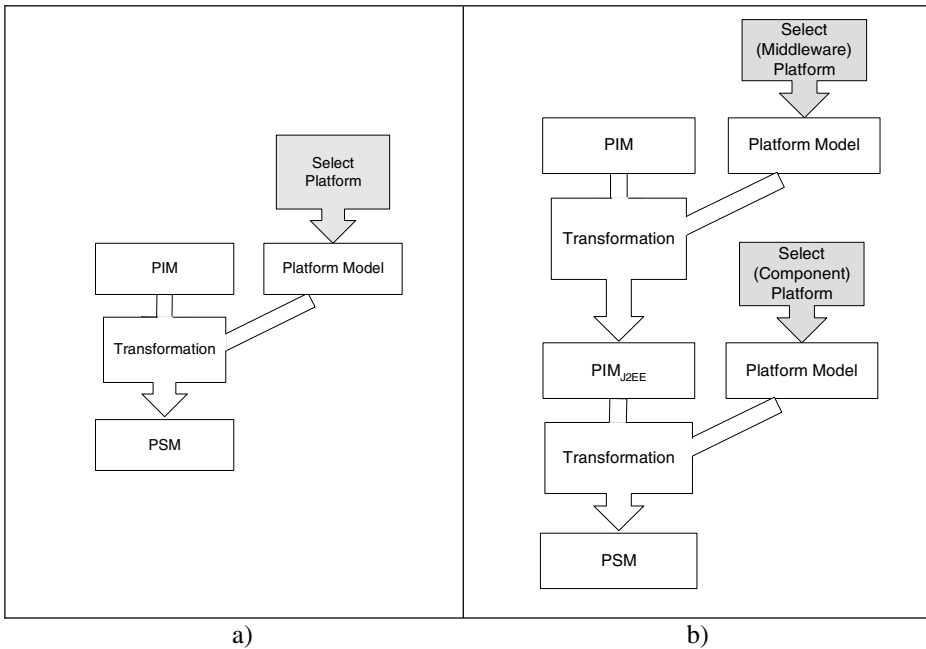 Select
Platform
PIM
Platform Model
Transformation
PSM
a)
Select
(Middleware)
Platform
PIM
Platform Model
Transformation
Select
(Component)
Platform
PIMJ2EE
Platform Model
Transformation
PSM
b)